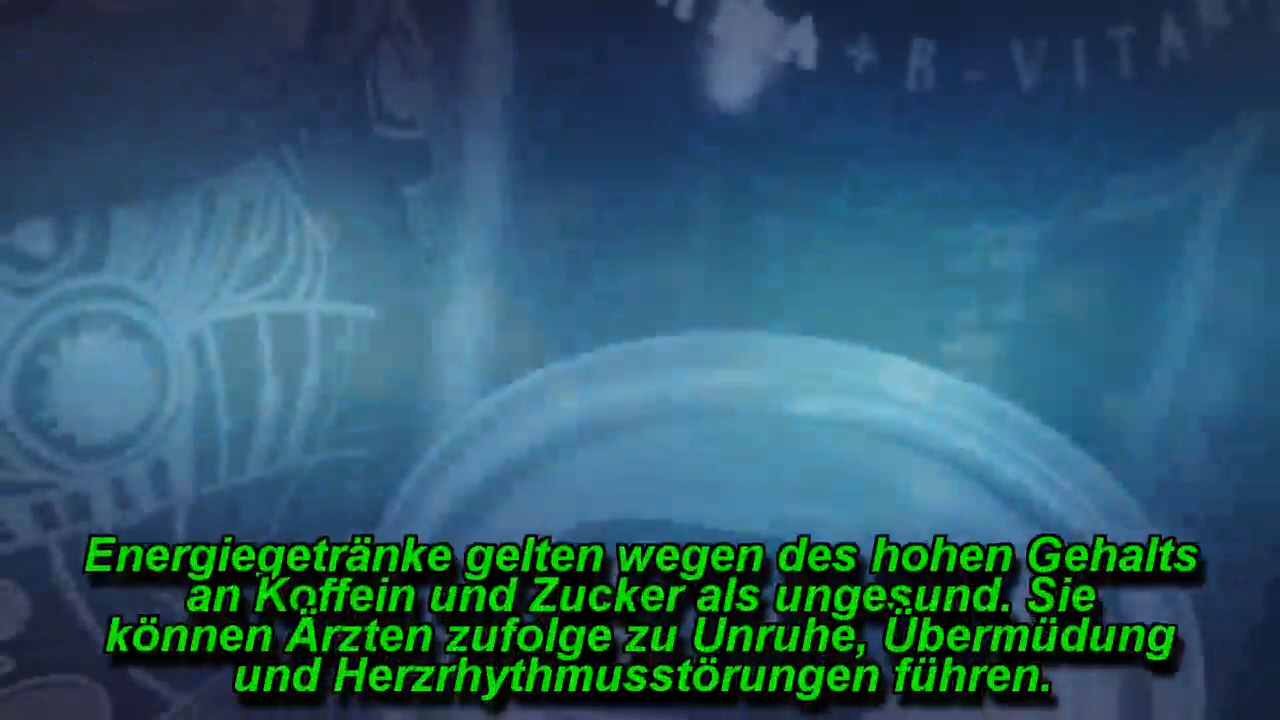 + B - VITA
Energiegetränke gelten wegen des hohen Gehalts
an Koffein und Zucker als ungesund. Sie
können Ärzten zufolge zu Unruhe, Übermüdung
und Herzrhythmusstörungen führen.